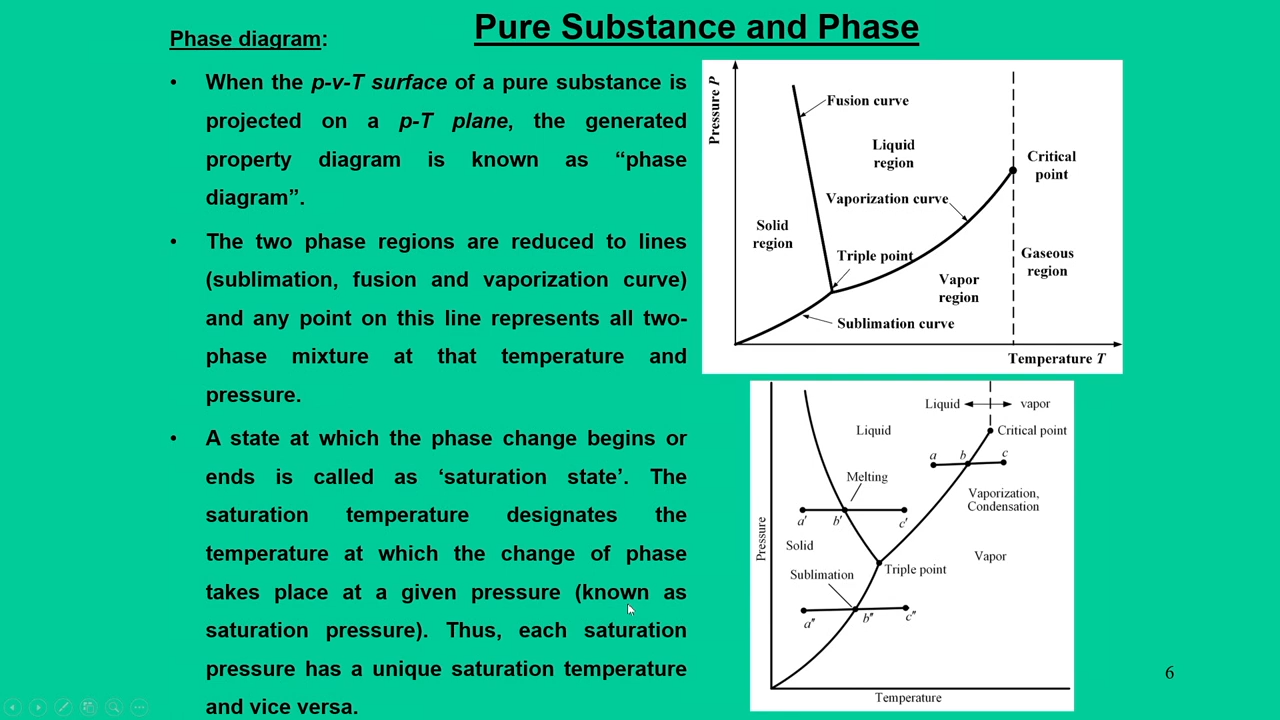 Pure Substance and Phase
Phase diagram:
• When the p-v-T surface of a pure substance is
projected on a p-T plane, the generated
property diagram is known as “phase
diagram”.
• The two phase regions are reduced to lines
(sublimation, fusion and vaporization curve)
and any point on this line represents all two-
phase mixture at that temperature and
pressure.
• A state at which the phase change begins or
ends is called as ‘saturation state’. The
saturation temperature designates the
temperature at which the change of phase
takes place at a given pressure (known as
saturation pressure). Thus, each saturation
pressure has a unique saturation temperature
and vice versa.
Pressure P
Fusion curve
Liquid
region
Critical
point
Vaporization curve
Solid
region
Triple point
Gaseous
region
Vapor
region
Sublimation curve
Temperature T
Liquid
vapor
Liquid
Critical point
a b c
Melting
Vaporization,
Condensation
a' b' c'
Pressure
Solid
Vapor
Sublimation
Triple point
a" b" c"
Temperature
6